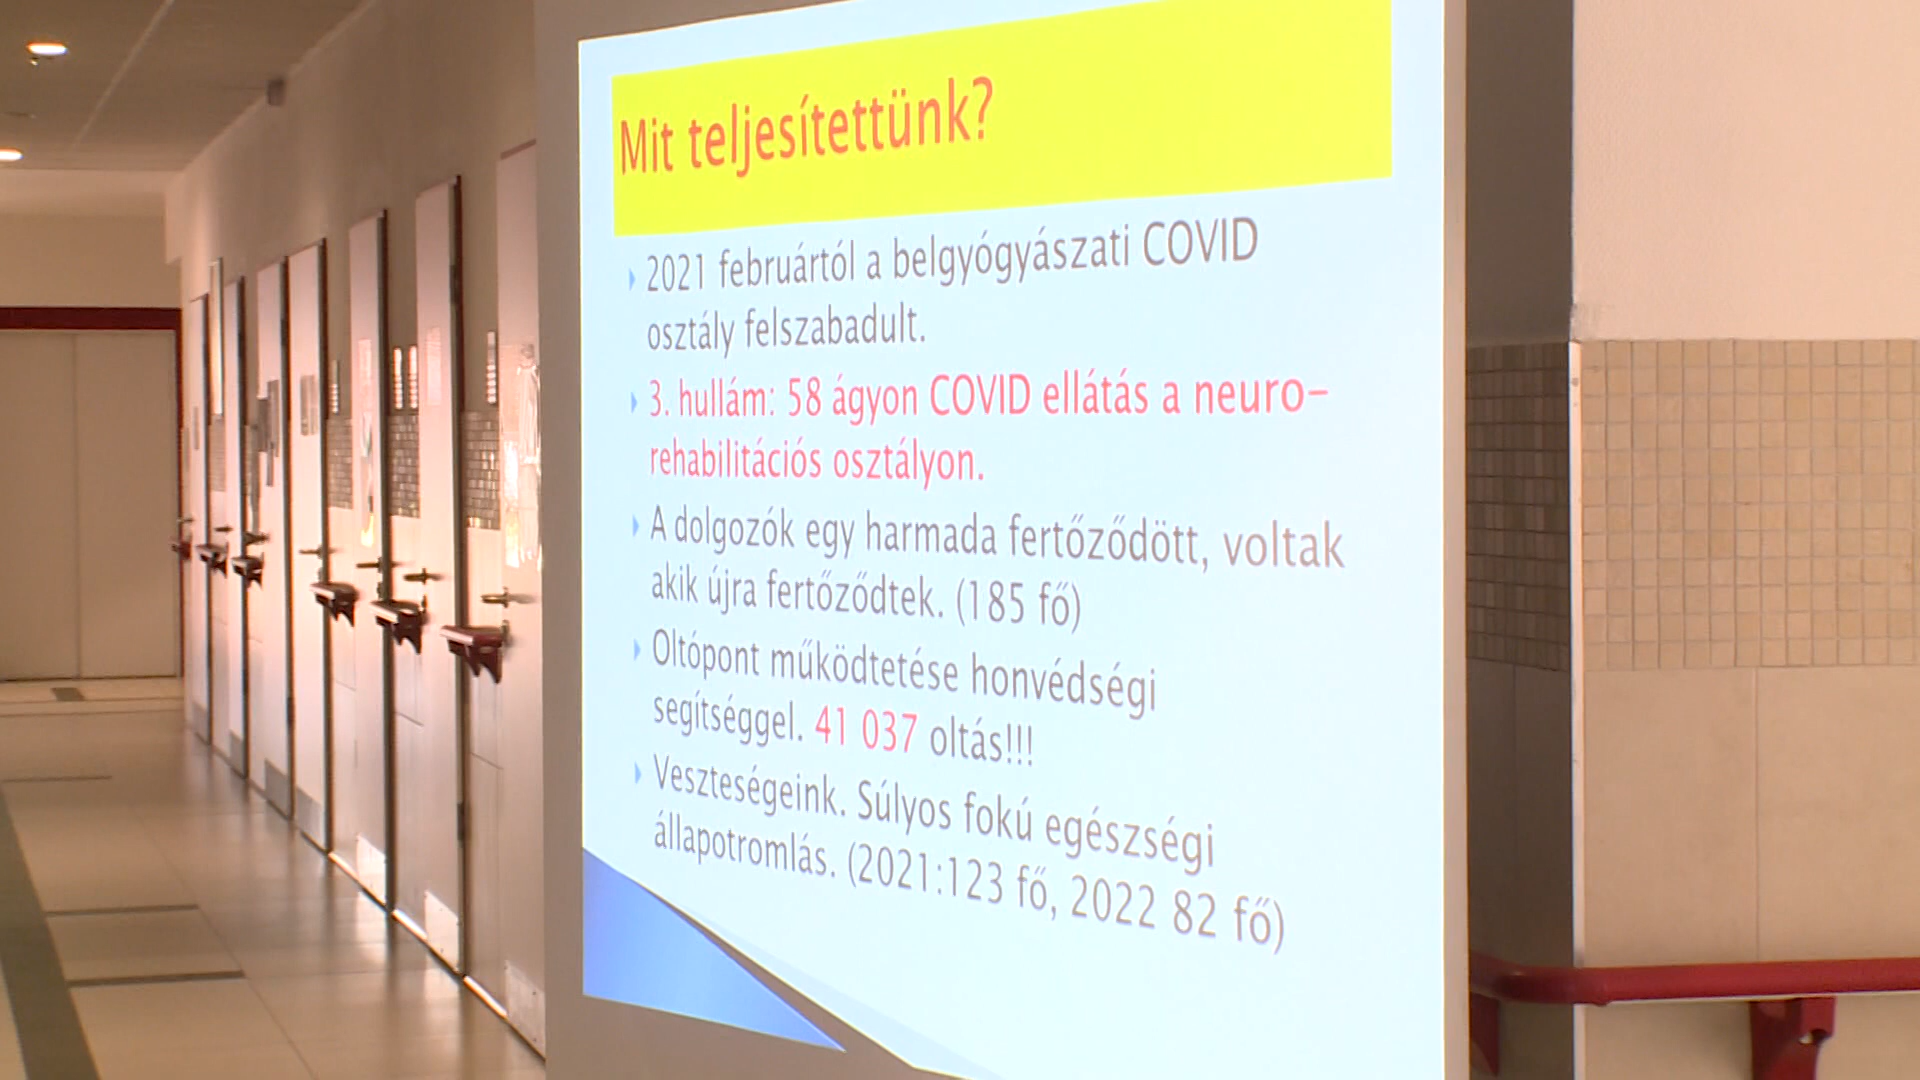 Mit teljesítettünk?
2021 februártól a belgyógyászati COVID
osztály felszabadult.
3. hullám: 58 ágyon COVID ellátás a neuro-
rehabilitációs osztályon.
A dolgozók egy harmada fertőződött, voltak
akik újra fertőződtek. (185 fő)
Oltópont működtetése honvédségi
segítséggel. 41 037 oltás!!!
Veszteségeink. Súlyos fokú egészségi
állapotromlás. (2021:123 fő, 2022 82 fő)